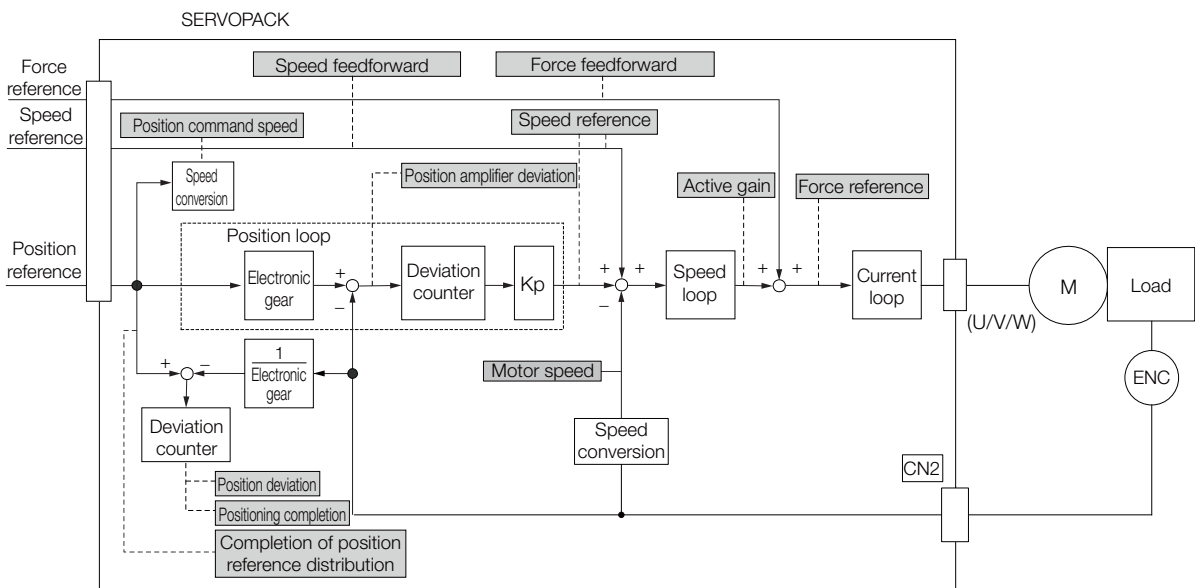 SERVOPACK
Force
reference
Speed
reference
Position
reference
Speed feedforward
Force feedforward
Position command speed
Speed reference
Speed
conversion
Position amplifier deviation
Active gain
Force reference
Position loop
Electronic
gear
+
−
Deviation
counter
Kp
+
+
−
Speed
loop
+
+
Current
loop
(U/V/W)
M
Load
ENC
+
−
1
Electronic
gear
Motor speed
Deviation
counter
Speed
conversion
CN2
Position deviation
Positioning completion
Completion of position
reference distribution